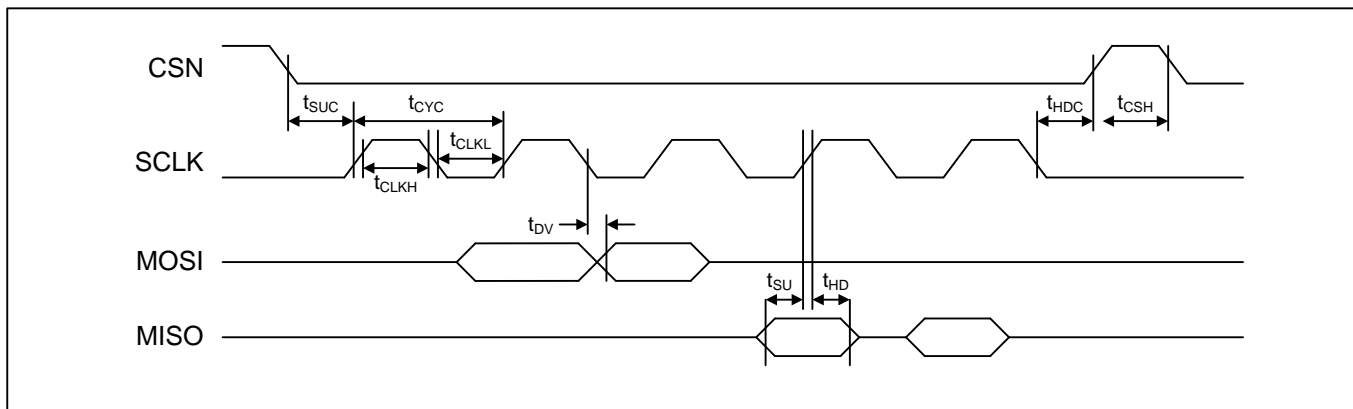 CSN
tSUC
tCYC
tHDC
tCSH
SCLK
tCLKL
tCLKH
tDV
MOSI
tSU
tHD
MISO